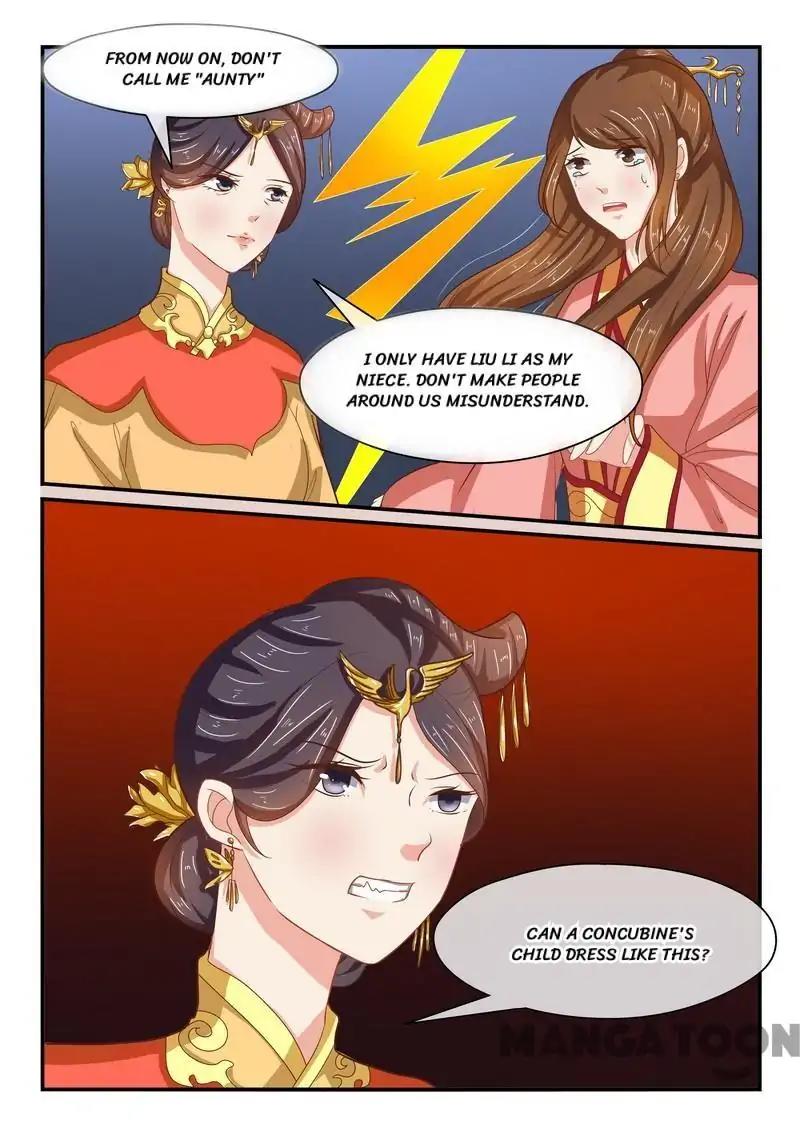 FROM NOW ON, DON'T
CALL ME "AUNTY"
I ONLY HAVE LIU LI AS MY
NIECE. DON'T MAKE PEOPLE
AROUND US MISUNDERSTAND.
CAN A CONCUBINE'S
CHILD DRESS LIKE THIS?
MANGATOON